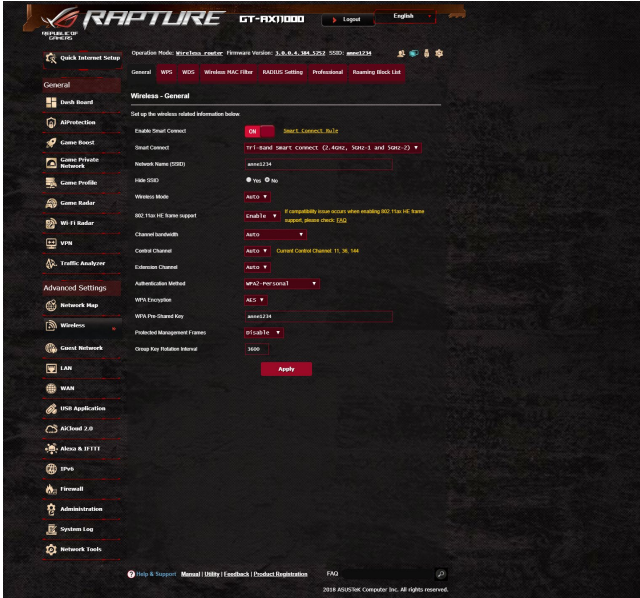 REPUBLIC OF
GAMERS
RAPTURE GT-AX11000 Logout English
Operation Mode: Wireless router Firmware Version: 3.0.0.4.384_5252 SSID: anne1234
Quick Internet Setup
General WPS WDS Wireless MAC Filter RADIUS Setting Professional Roaming Block List
General
Dash Board
AiProtection
Game Boost
Game Private Network
Game Profile
Game Radar
Wi-Fi Radar
VPN
Traffic Analyzer
Advanced Settings
Network Map
Wireless
Guest Network
LAN
WAN
USB Application
AiCloud 2.0
Alexa & IFTTT
IPv6
Firewall
Administration
System Log
Network Tools
Wireless - General
Set up the wireless related information below.
Enable Smart Connect ON Smart Connect Rule
Smart Connect Tri-Band Smart Connect (2.4GHz, 5GHz-1 and 5GHz-2)
Network Name (SSID) anne1234
Hide SSID Yes No
Wireless Mode Auto
802.11ax HE frame support Enable If compatibility issue occurs when enabling 802.11ax HE frame
support, please check: FAQ
Channel bandwidth Auto
Control Channel Auto Current Control Channel: 11, 36, 144
Extension Channel Auto
Authentication Method WPA2-Personal
WPA Encryption AES
WPA Pre-Shared Key anne1234
Protected Management Frames Disable
Group Key Rotation Interval 3600
Apply
Help & Support Manual | Utility | Feedback | Product Registration FAQ
2018 ASUSTeK Computer Inc. All rights reserved.